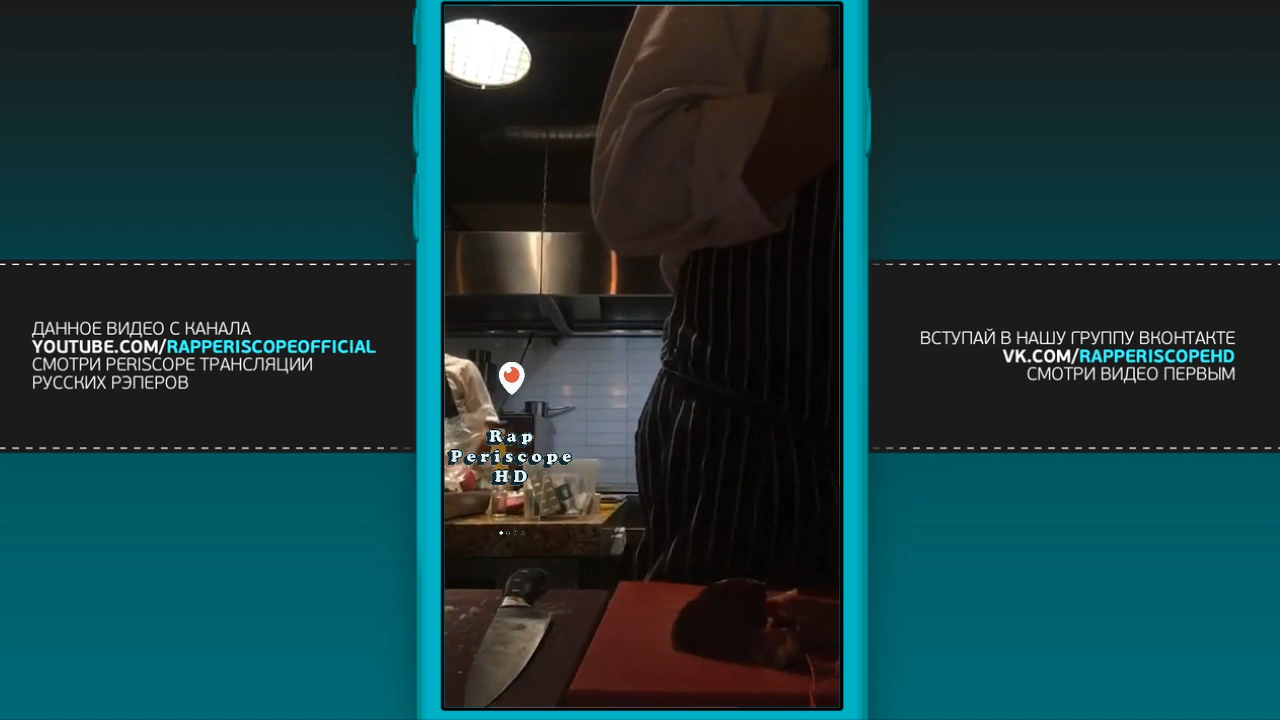 ДАННОЕ ВИДЕО С КАНАЛА
YOUTUBE.COM/RAPPERISCOPEOFFICIAL
СМОТРИ PERISCOPE ТРАНСЛЯЦИИ
РУССКИХ РЭПЕРОВ
Rap
Periscope
HD
ВСТУПАЙ В НАШУ ГРУППУ ВКОНТАКТЕ
VK.COM/RAPPERISCOPEHD
СМОТРИ ВИДЕО ПЕРВЫМ